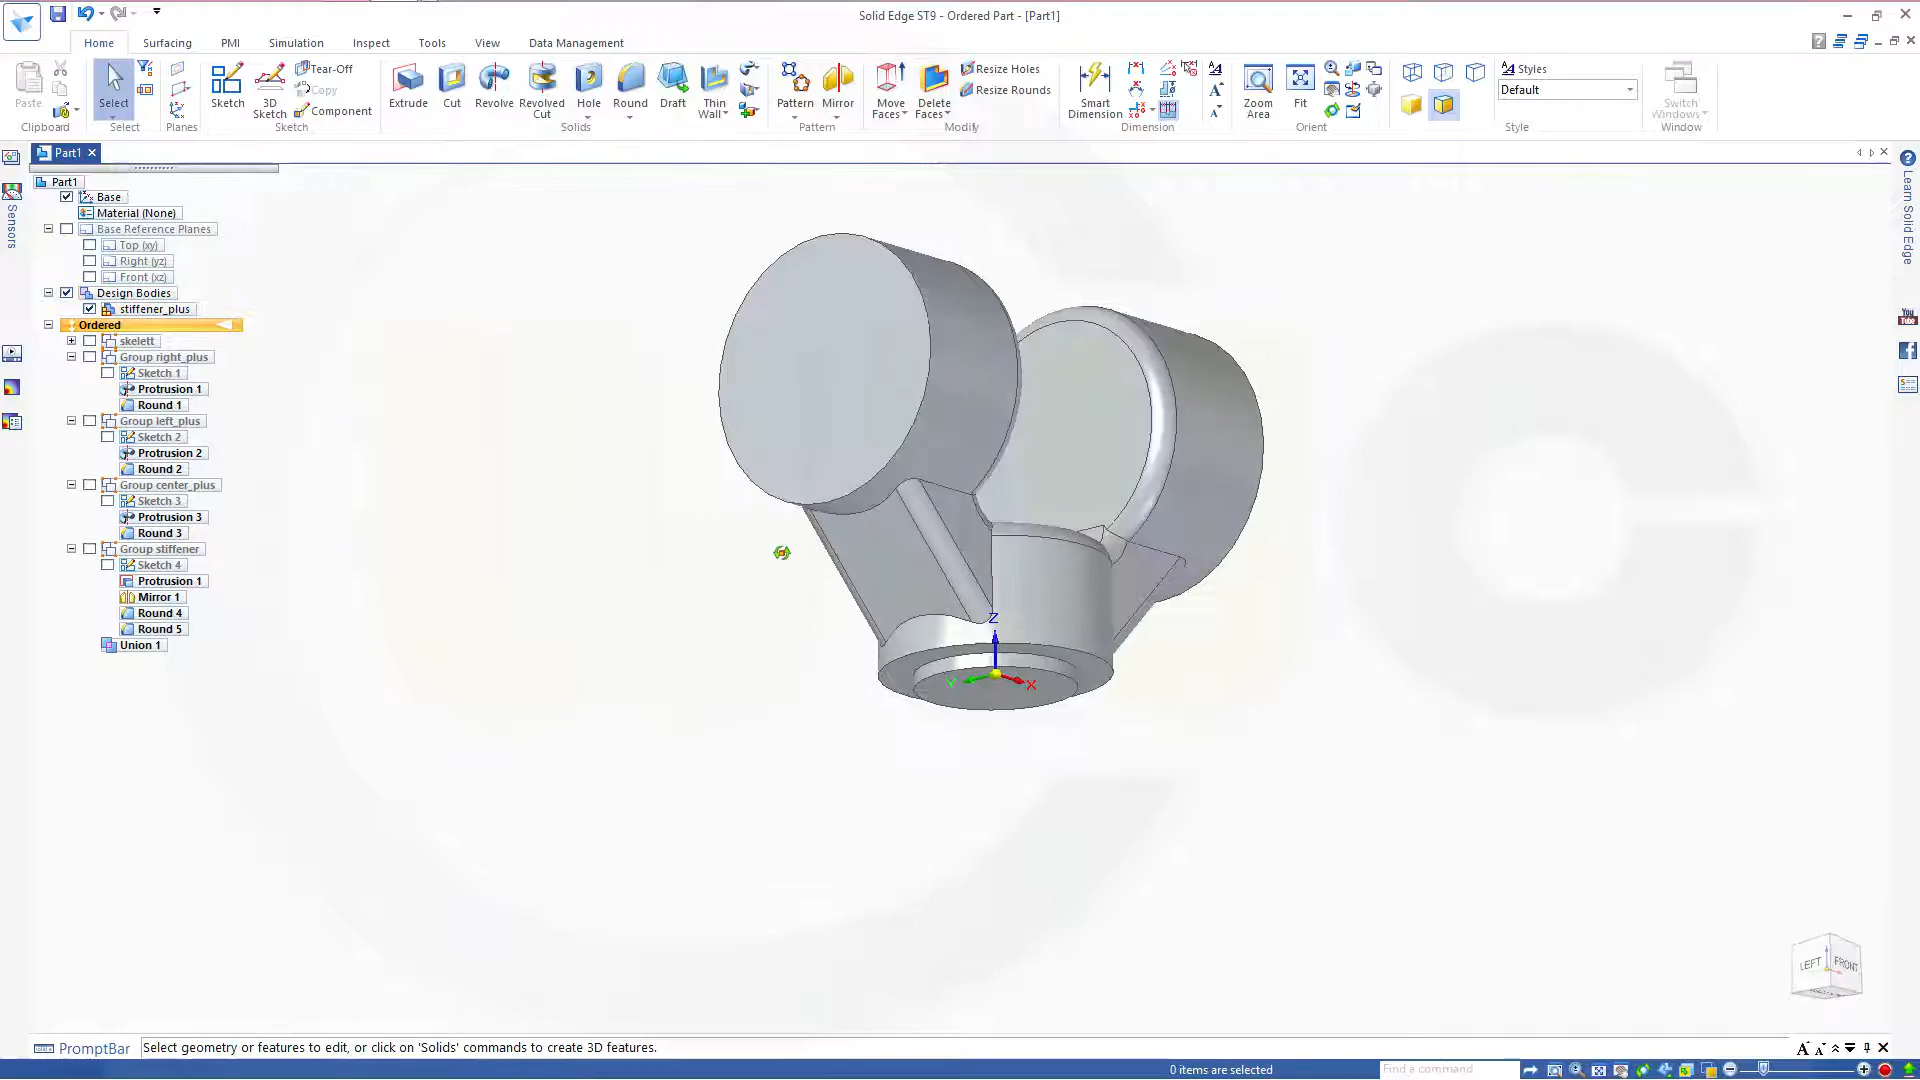 Solid Edge ST9 - Ordered Part - [Part1]
Home Surfacing PMI Simulation Inspect Tools View Data Management
Paste
Clipboard
Select
Select
Planes
Sketch
3D Sketch
Tear-Off
Copy
Component
Sketch
Extrude Cut Revolve Revolved Cut Hole Round Draft Thin Wall
Solids
Pattern Mirror
Pattern
Move Faces Delete Faces
Resize Holes
Resize Rounds
Modify
Smart Dimension
Dimension
Zoom Area Fit
Orient
Styles
Default
Style
Switch Windows
Window
Part1
Sensors
Learn Solid Edge
You Tube
Part1
Base
Material (None)
Base Reference Planes
Top (xy)
Right (yz)
Front (xz)
Design Bodies
stiffener_plus
Ordered
skelett
Group right_plus
Sketch 1
Protrusion 1
Round 1
Group left_plus
Sketch 2
Protrusion 2
Round 2
Group center_plus
Sketch 3
Protrusion 3
Round 3
Group stiffener
Sketch 4
Protrusion 1
Mirror 1
Round 4
Round 5
Union 1
Z
Y
X
LEFT FRONT
PromptBar Select geometry or features to edit, or click on 'Solids' commands to create 3D features.
0 items are selected
Find a command